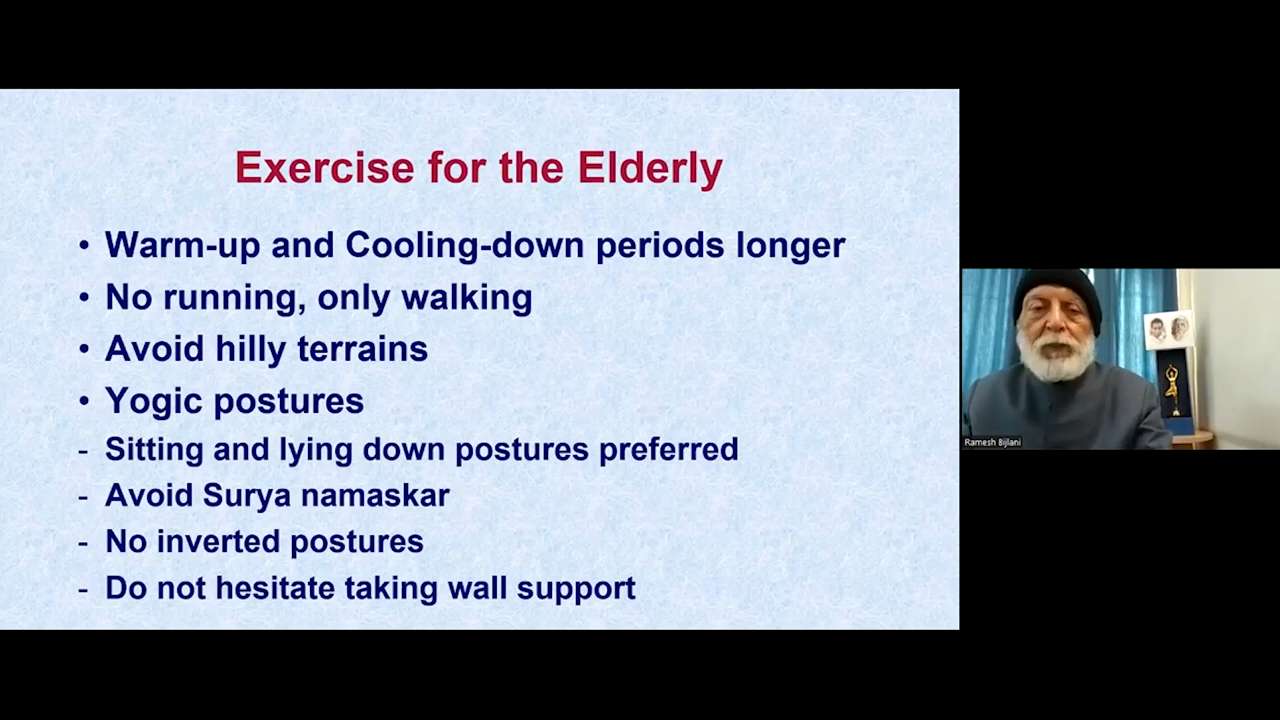 Exercise for the Elderly
• Warm-up and Cooling-down periods longer
• No running, only walking
• Avoid hilly terrains
• Yogic postures
- Sitting and lying down postures preferred
- Avoid Surya namaskar
- No inverted postures
- Do not hesitate taking wall support
Ramesh Bijlani